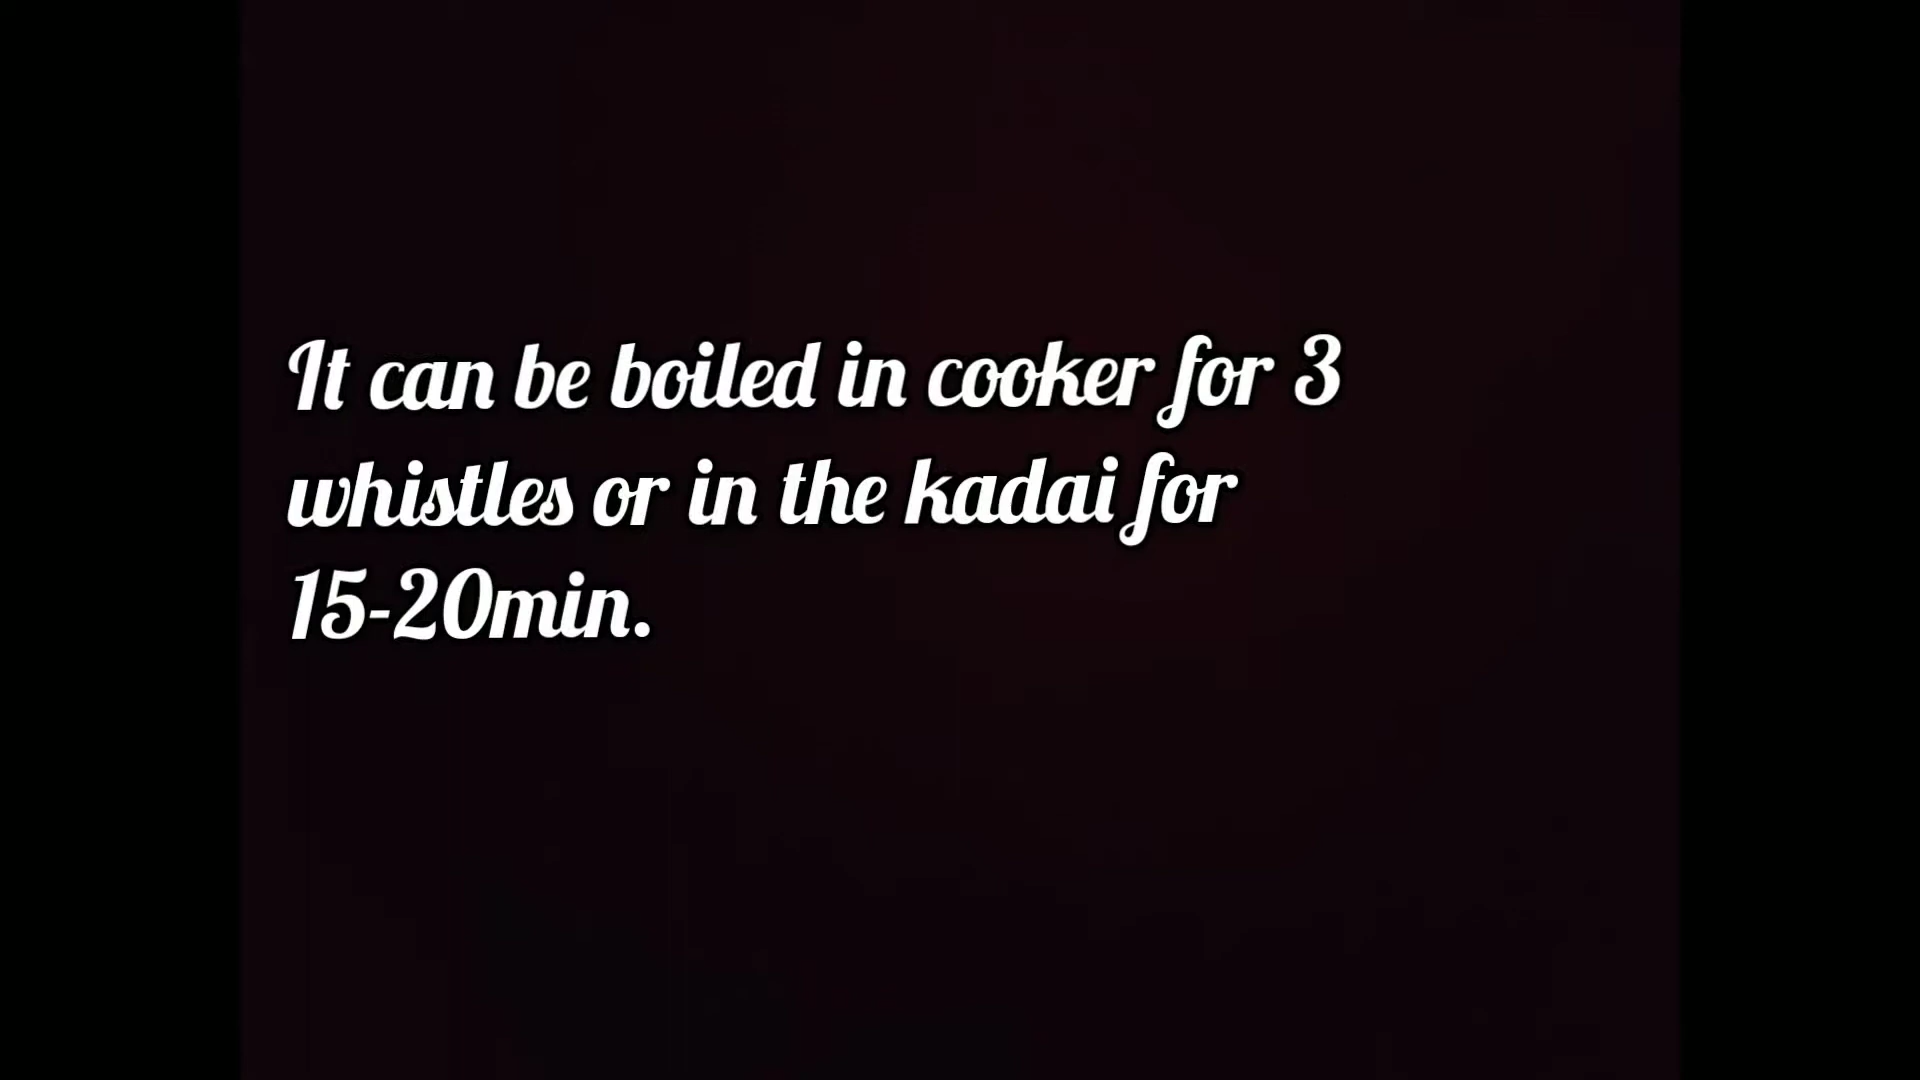 It can be boiled in cooker for 3
whistles or in the kadai for
15-20min.